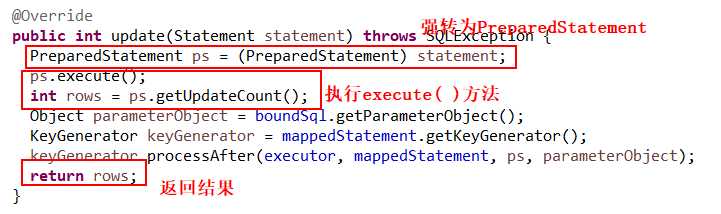 @Override
强转为PreparedStatement
public int update(Statement statement) throws SQLException {
PreparedStatement ps = (PreparedStatement) statement;
ps.execute();
int rows = ps.getUpdateCount();
执行execute( )方法
Object parameterObject = boundSql.getParameterObject();
KeyGenerator keyGenerator = mappedStatement.getKeyGenerator();
keyGenerator.processAfter(executor, mappedStatement, ps, parameterObject);
return rows;
返回结果
}